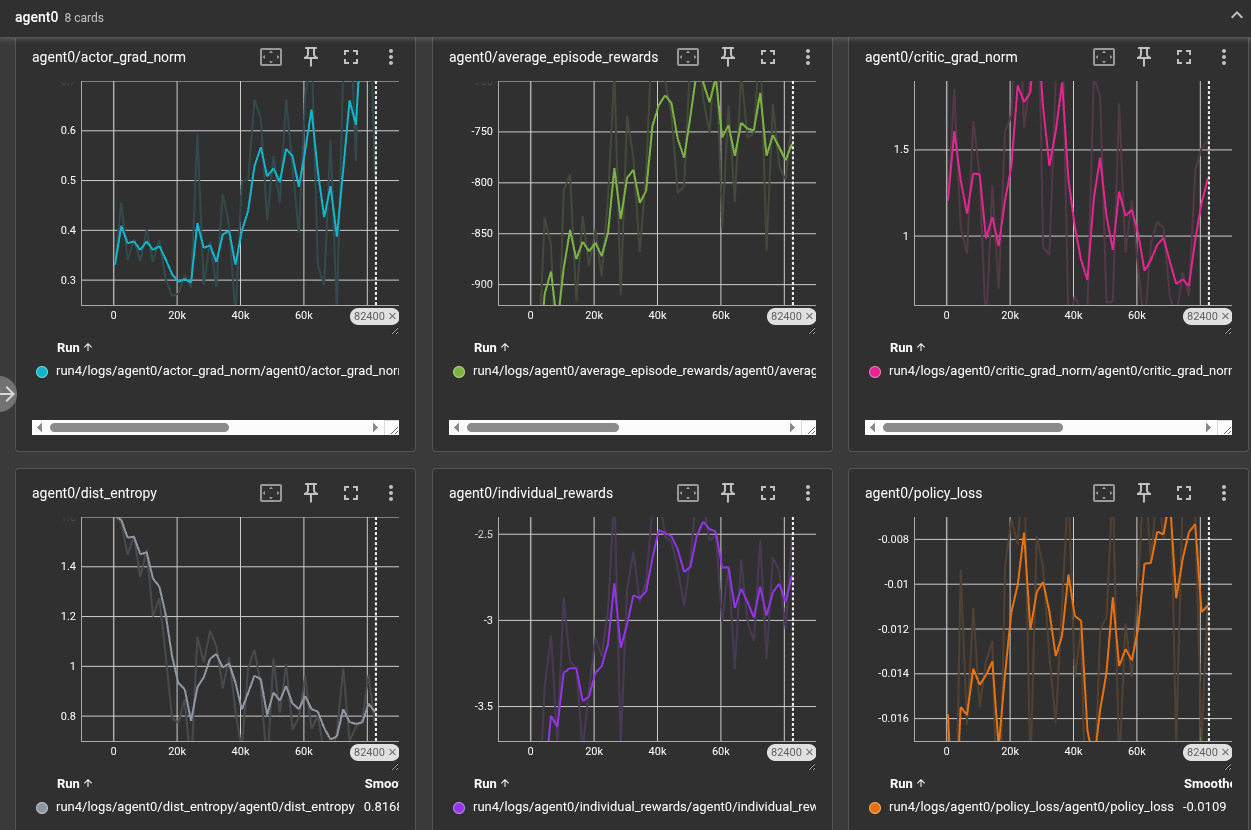 agent0 8 cards
agent0/actor_grad_norm
0.6
0.5
0.4
0.3
0 20k 40k 60k 82400 ✕
Run ↑
run4/logs/agent0/actor_grad_norm/agent0/actor_grad_nor
agent0/average_episode_rewards
-750
-800
-850
-900
0 20k 40k 60k 82400 ✕
Run ↑
run4/logs/agent0/average_episode_rewards/agent0/averag
agent0/critic_grad_norm
1.5
1
0 20k 40k 60k 82400 ✕
Run ↑
run4/logs/agent0/critic_grad_norm/agent0/critic_grad_norr
agent0/dist_entropy
1.4
1.2
1
0.8
0 20k 40k 60k 82400 ✕
Run ↑ Smoo
run4/logs/agent0/dist_entropy/agent0/dist_entropy 0.8168
agent0/individual_rewards
-2.5
-3
-3.5
0 20k 40k 60k 82400 ✕
Run ↑
run4/logs/agent0/individual_rewards/agent0/individual_rew
agent0/policy_loss
-0.008
-0.01
-0.012
-0.014
-0.016
0 20k 40k 60k 82400 ✕
Run ↑ Smoothe
run4/logs/agent0/policy_loss/agent0/policy_loss -0.0109